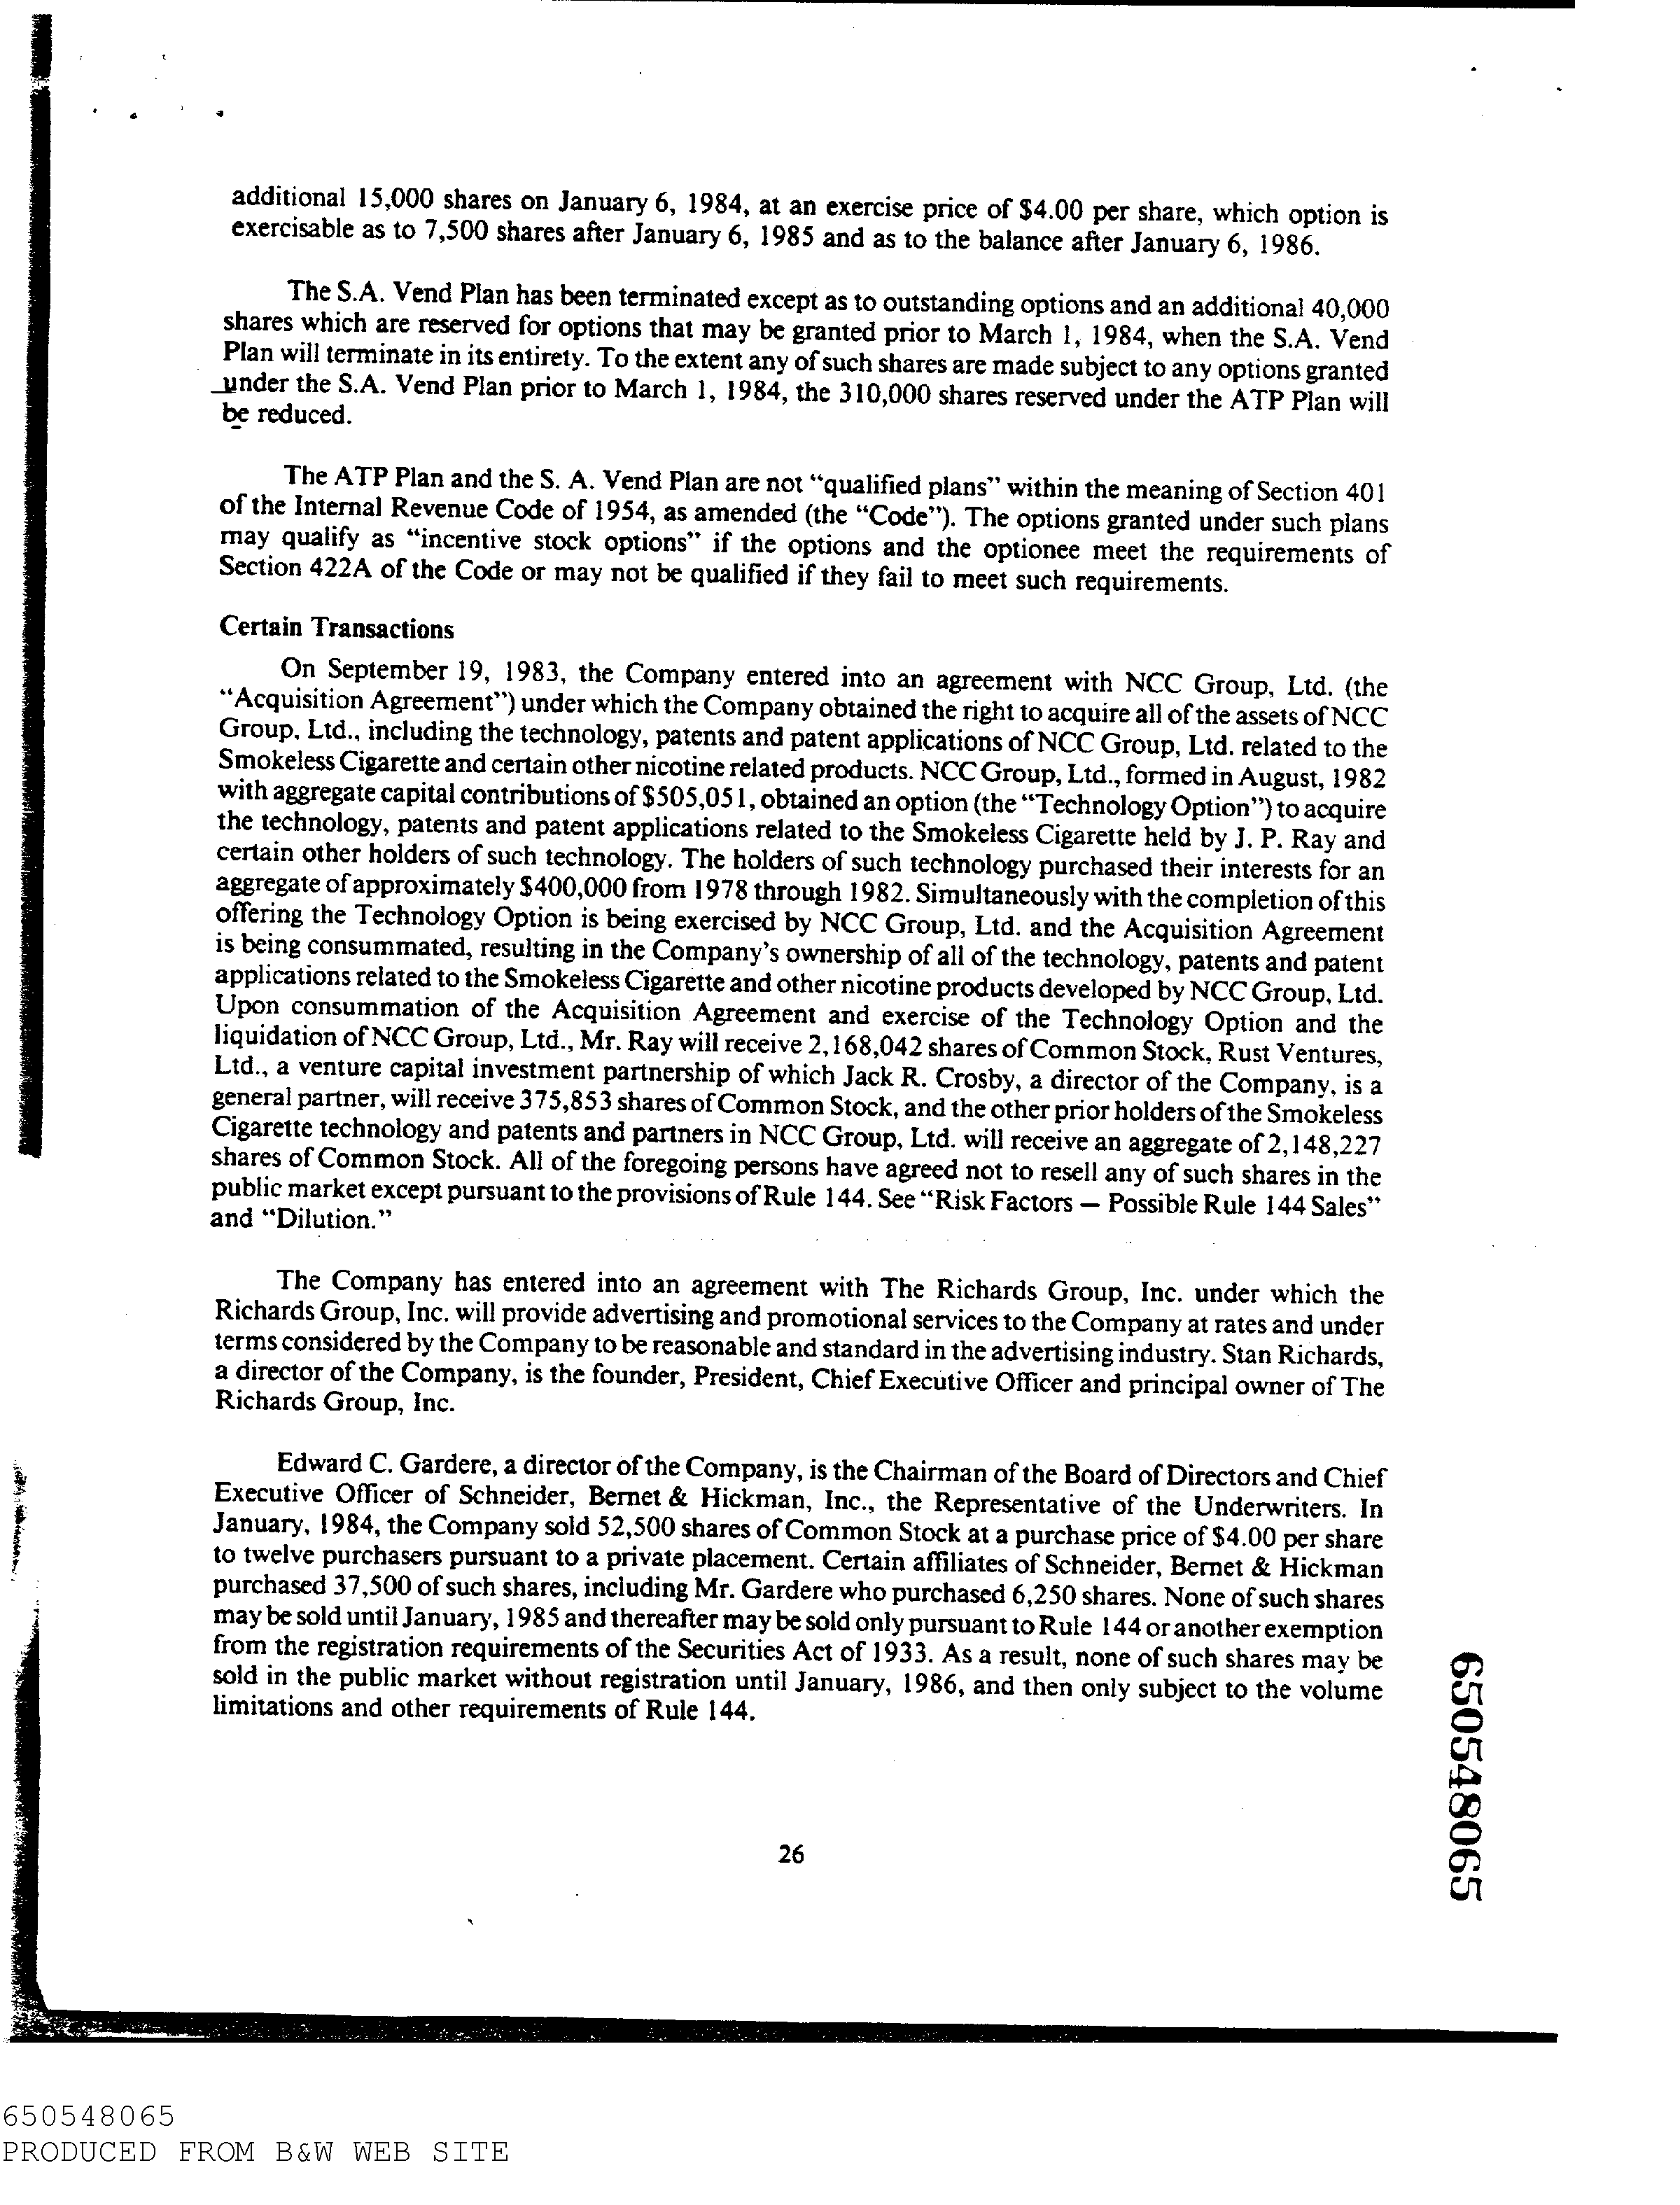 additional 15,000 shares on January 6, 1984, at an exercise price of $4.00 per share, which option is
exercisable as to 7,500 shares after January 6, 1985 and as to the balance after January 6, 1986.
The S.A. Vend Plan has been terminated except as to outstanding options and an additional 40,000
shares which are reserved for options that may be granted prior to March 1, 1984, when the S.A. Vend
Plan will terminate in its entirety. To the extent any of such shares are made subject to any options granted
under the S.A. Vend Plan prior to March 1, 1984, the 310,000 shares reserved under the ATP Plan will
be reduced.
The ATP Plan and the S. A. Vend Plan are not “qualified plans” within the meaning of Section 401
of the Internal Revenue Code of 1954, as amended (the “Code”). The options granted under such plans
may qualify as “incentive stock options” if the options and the optionee meet the requirements of
Section 422A of the Code or may not be qualified if they fail to meet such requirements.
Certain Transactions
On September 19, 1983, the Company entered into an agreement with NCC Group, Ltd. (the
“Acquisition Agreement”) under which the Company obtained the right to acquire all of the assets of NCC
Group, Ltd., including the technology, patents and patent applications of NCC Group, Ltd. related to the
Smokeless Cigarette and certain other nicotine related products. NCC Group, Ltd., formed in August, 1982
with aggregate capital contributions of $505,051, obtained an option (the “Technology Option”) to acquire
the technology, patents and patent applications related to the Smokeless Cigarette held by J. P. Ray and
certain other holders of such technology. The holders of such technology purchased their interests for an
aggregate of approximately $400,000 from 1978 through 1982. Simultaneously with the completion of this
offering the Technology Option is being exercised by NCC Group, Ltd. and the Acquisition Agreement
is being consummated, resulting in the Company's ownership of all of the technology, patents and patent
applications related to the Smokeless Cigarette and other nicotine products developed by NCC Group, Ltd.
Upon consummation of the Acquisition Agreement and exercise of the Technology Option and the
liquidation of NCC Group, Ltd., Mr. Ray will receive 2,168,042 shares of Common Stock, Rust Ventures,
Ltd., a venture capital investment partnership of which Jack R. Crosby, a director of the Company, is a
general partner, will receive 375,853 shares of Common Stock, and the other prior holders of the Smokeless
Cigarette technology and patents and partners in NCC Group, Ltd. will receive an aggregate of 2,148,227
shares of Common Stock. All of the foregoing persons have agreed not to resell any of such shares in the
public market except pursuant to the provisions of Rule 144. See “Risk Factors — Possible Rule 144 Sales”
and “Dilution.”
The Company has entered into an agreement with The Richards Group, Inc. under which the
Richards Group, Inc. will provide advertising and promotional services to the Company at rates and under
terms considered by the Company to be reasonable and standard in the advertising industry. Stan Richards,
a director of the Company, is the founder, President, Chief Executive Officer and principal owner of The
Richards Group, Inc.
Edward C. Gardere, a director of the Company, is the Chairman of the Board of Directors and Chief
Executive Officer of Schneider, Bernet & Hickman, Inc., the Representative of the Underwriters. In
January, 1984, the Company sold 52,500 shares of Common Stock at a purchase price of $4.00 per share
to twelve purchasers pursuant to a private placement. Certain affiliates of Schneider, Bernet & Hickman
purchased 37,500 of such shares, including Mr. Gardere who purchased 6,250 shares. None of such shares
may be sold until January, 1985 and thereafter may be sold only pursuant to Rule 144 or another exemption
from the registration requirements of the Securities Act of 1933. As a result, none of such shares may be
sold in the public market without registration until January, 1986, and then only subject to the volume
limitations and other requirements of Rule 144.
650548065
26
650548065
PRODUCED FROM B&W WEB SITE